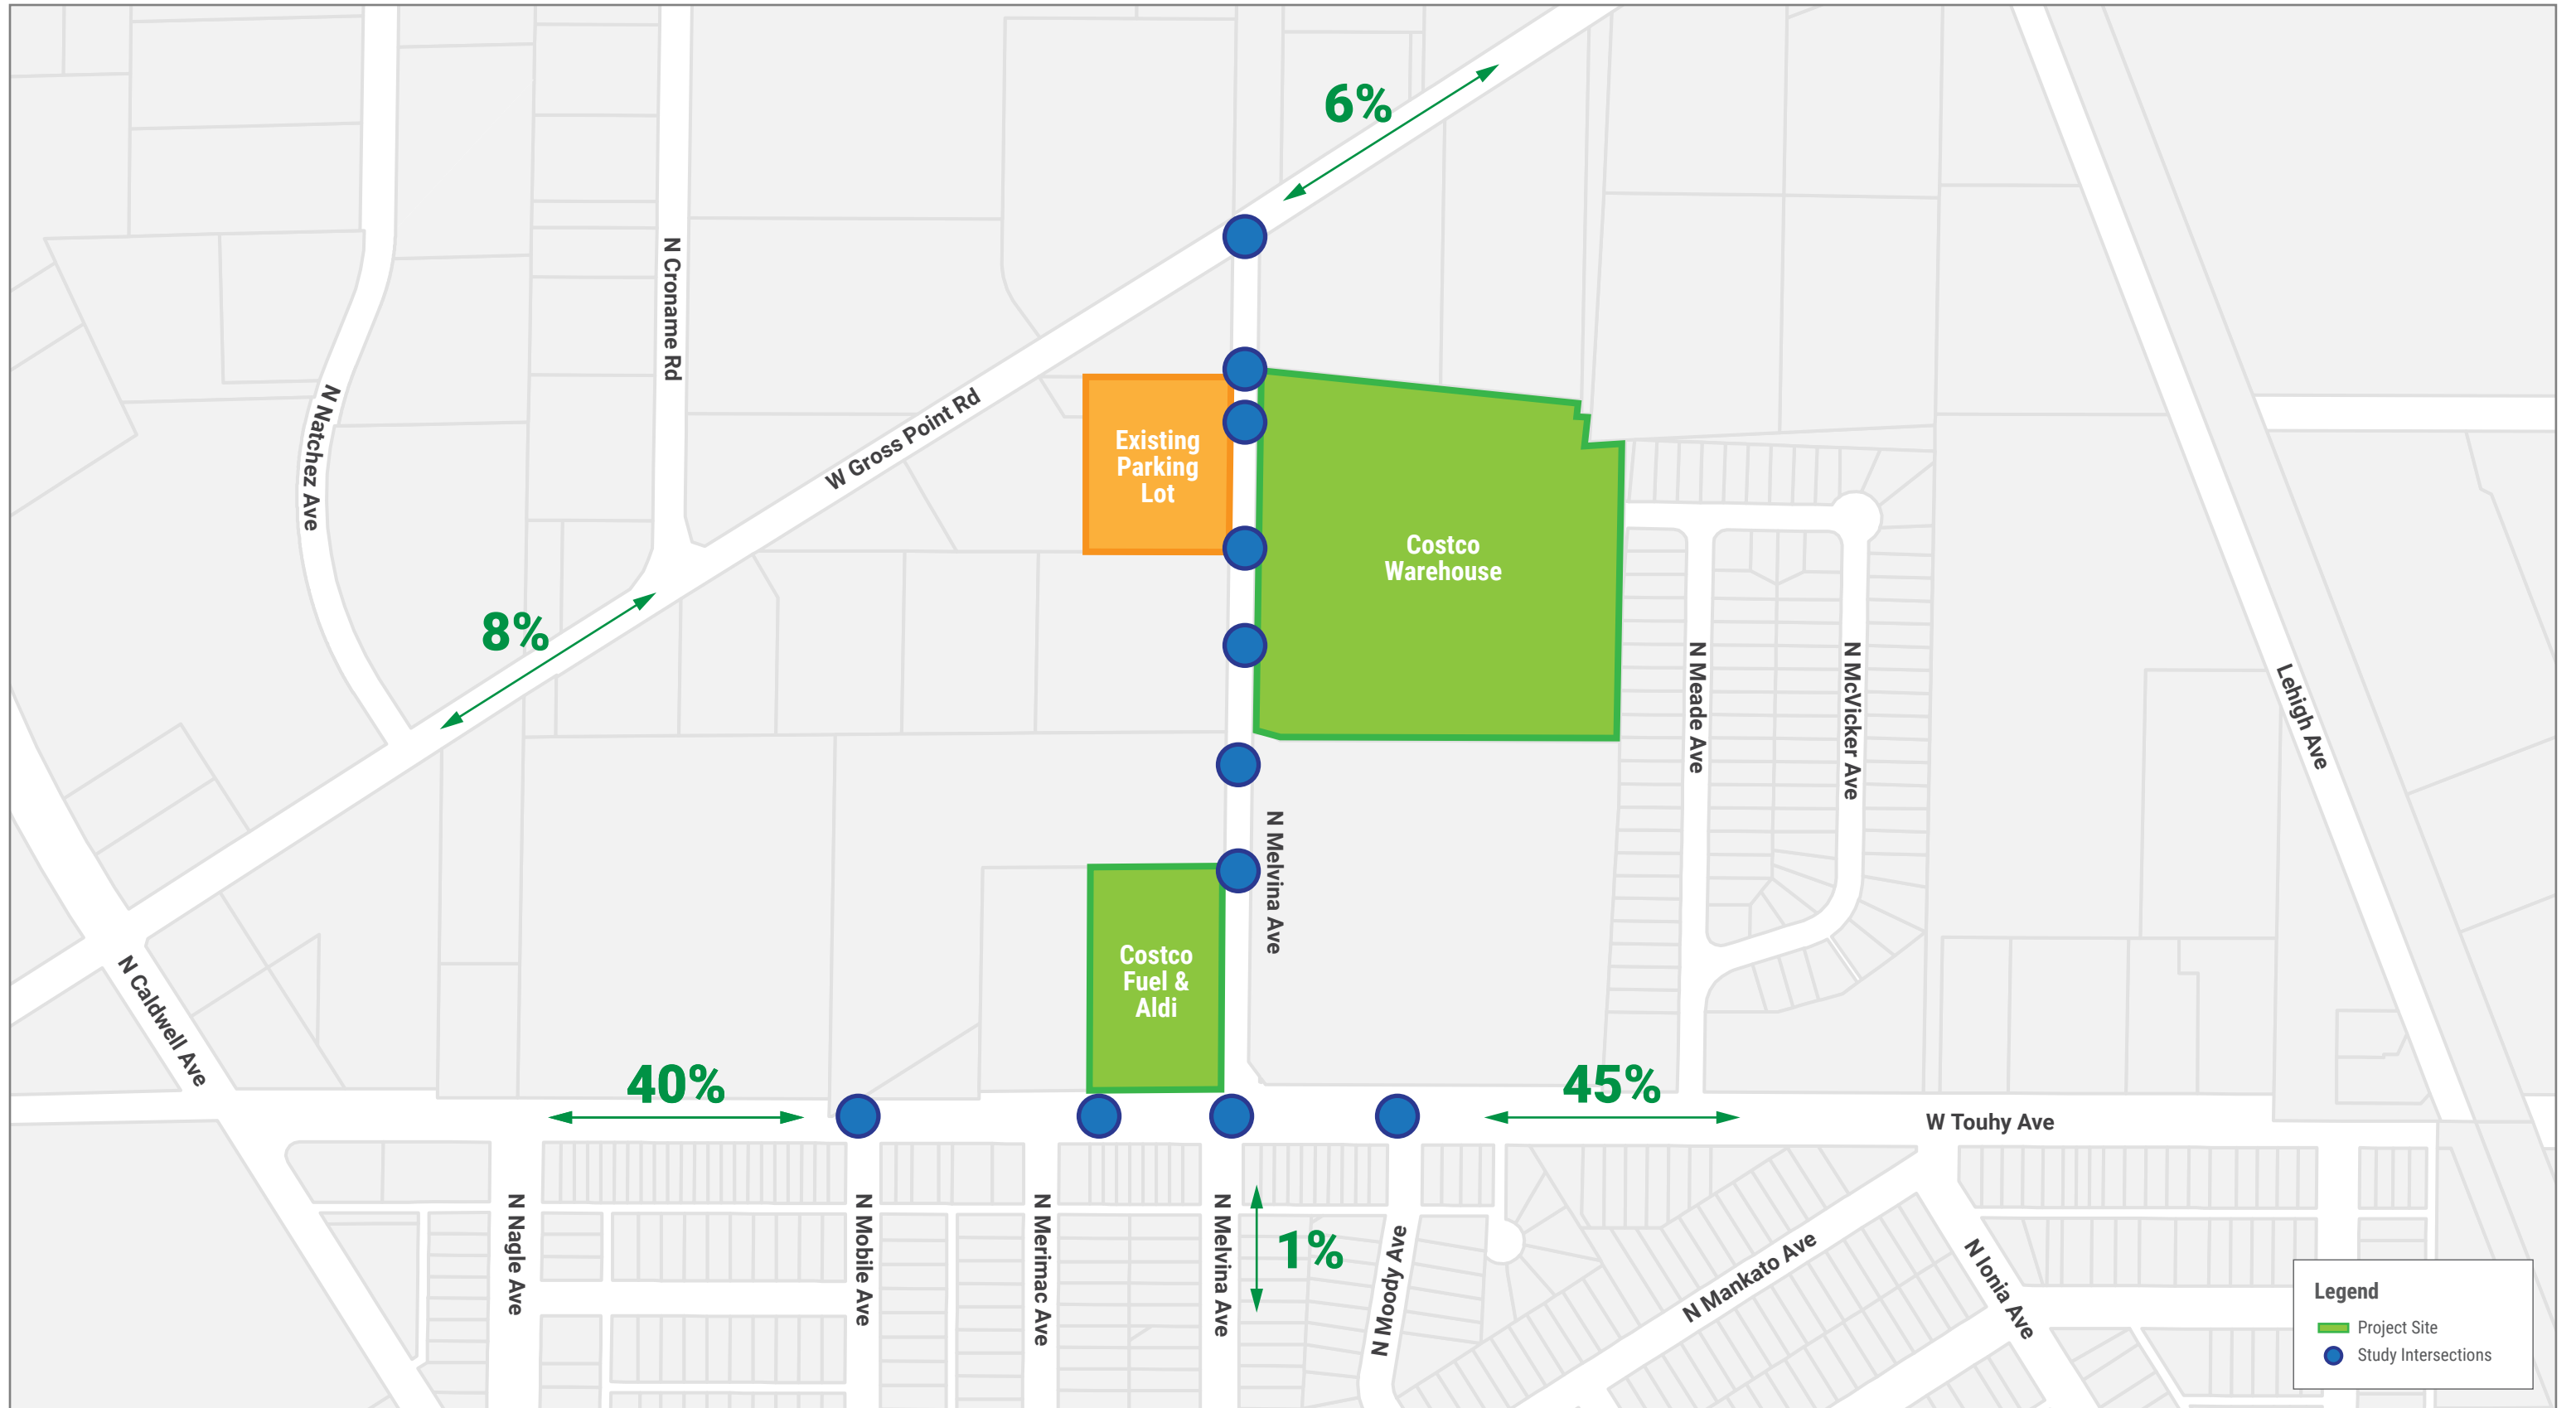 6%
N Croname Rd
N Natchez Ave
W Gross Point Rd
Existing
Parking
Lot
Costco
Warehouse
8%
N Meade Ave
N McVicker Ave
Lehigh Ave
N Melvina Ave
Costco
Fuel &
Aldi
N Caldwell Ave
40%
45%
W Touhy Ave
N Nagle Ave
N Mobile Ave
N Merimac Ave
N Melvina Ave
1%
N Moody Ave
N Mankato Ave
N Ionia Ave
Legend
Project Site
Study Intersections